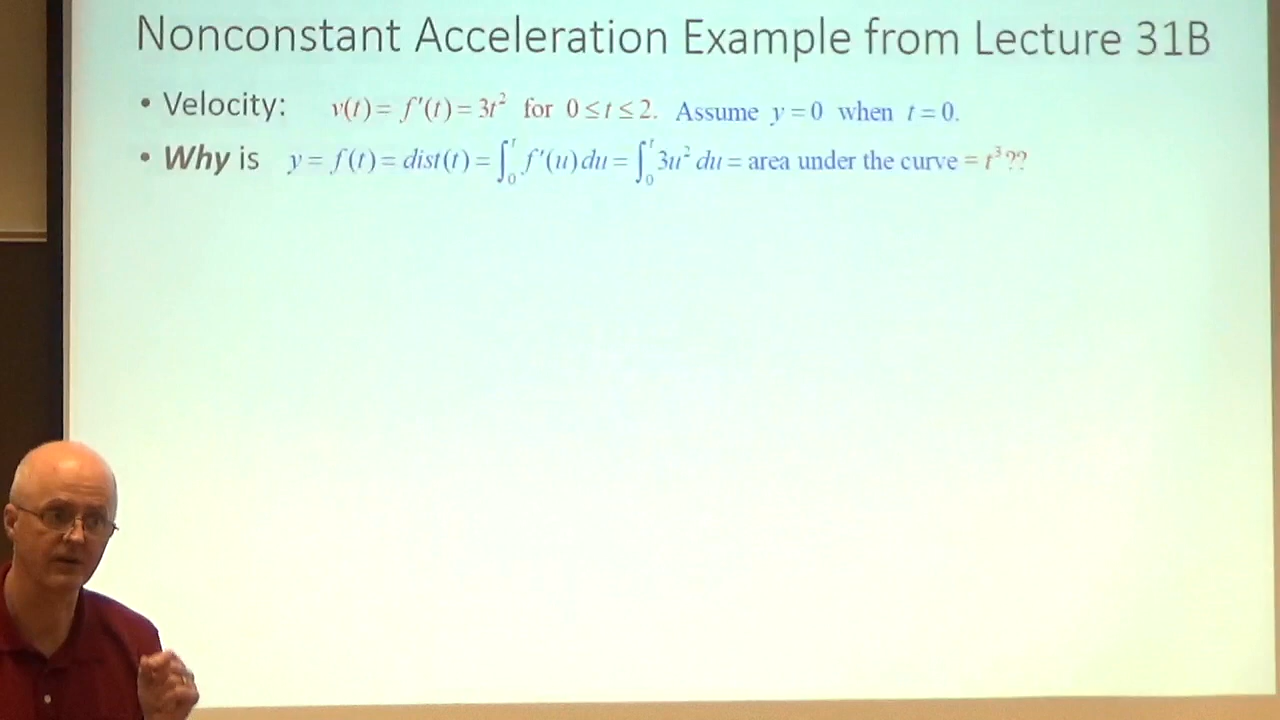 Nonconstant Acceleration Example from Lecture 31B
• Velocity: v(t) = f′(t) = 3t² for 0 ≤ t ≤ 2. Assume y = 0 when t = 0.
• Why is y = f(t) = dist(t) = ∫₀ᵗ f′(u) du = ∫₀ᵗ 3u² du = area under the curve = t³??